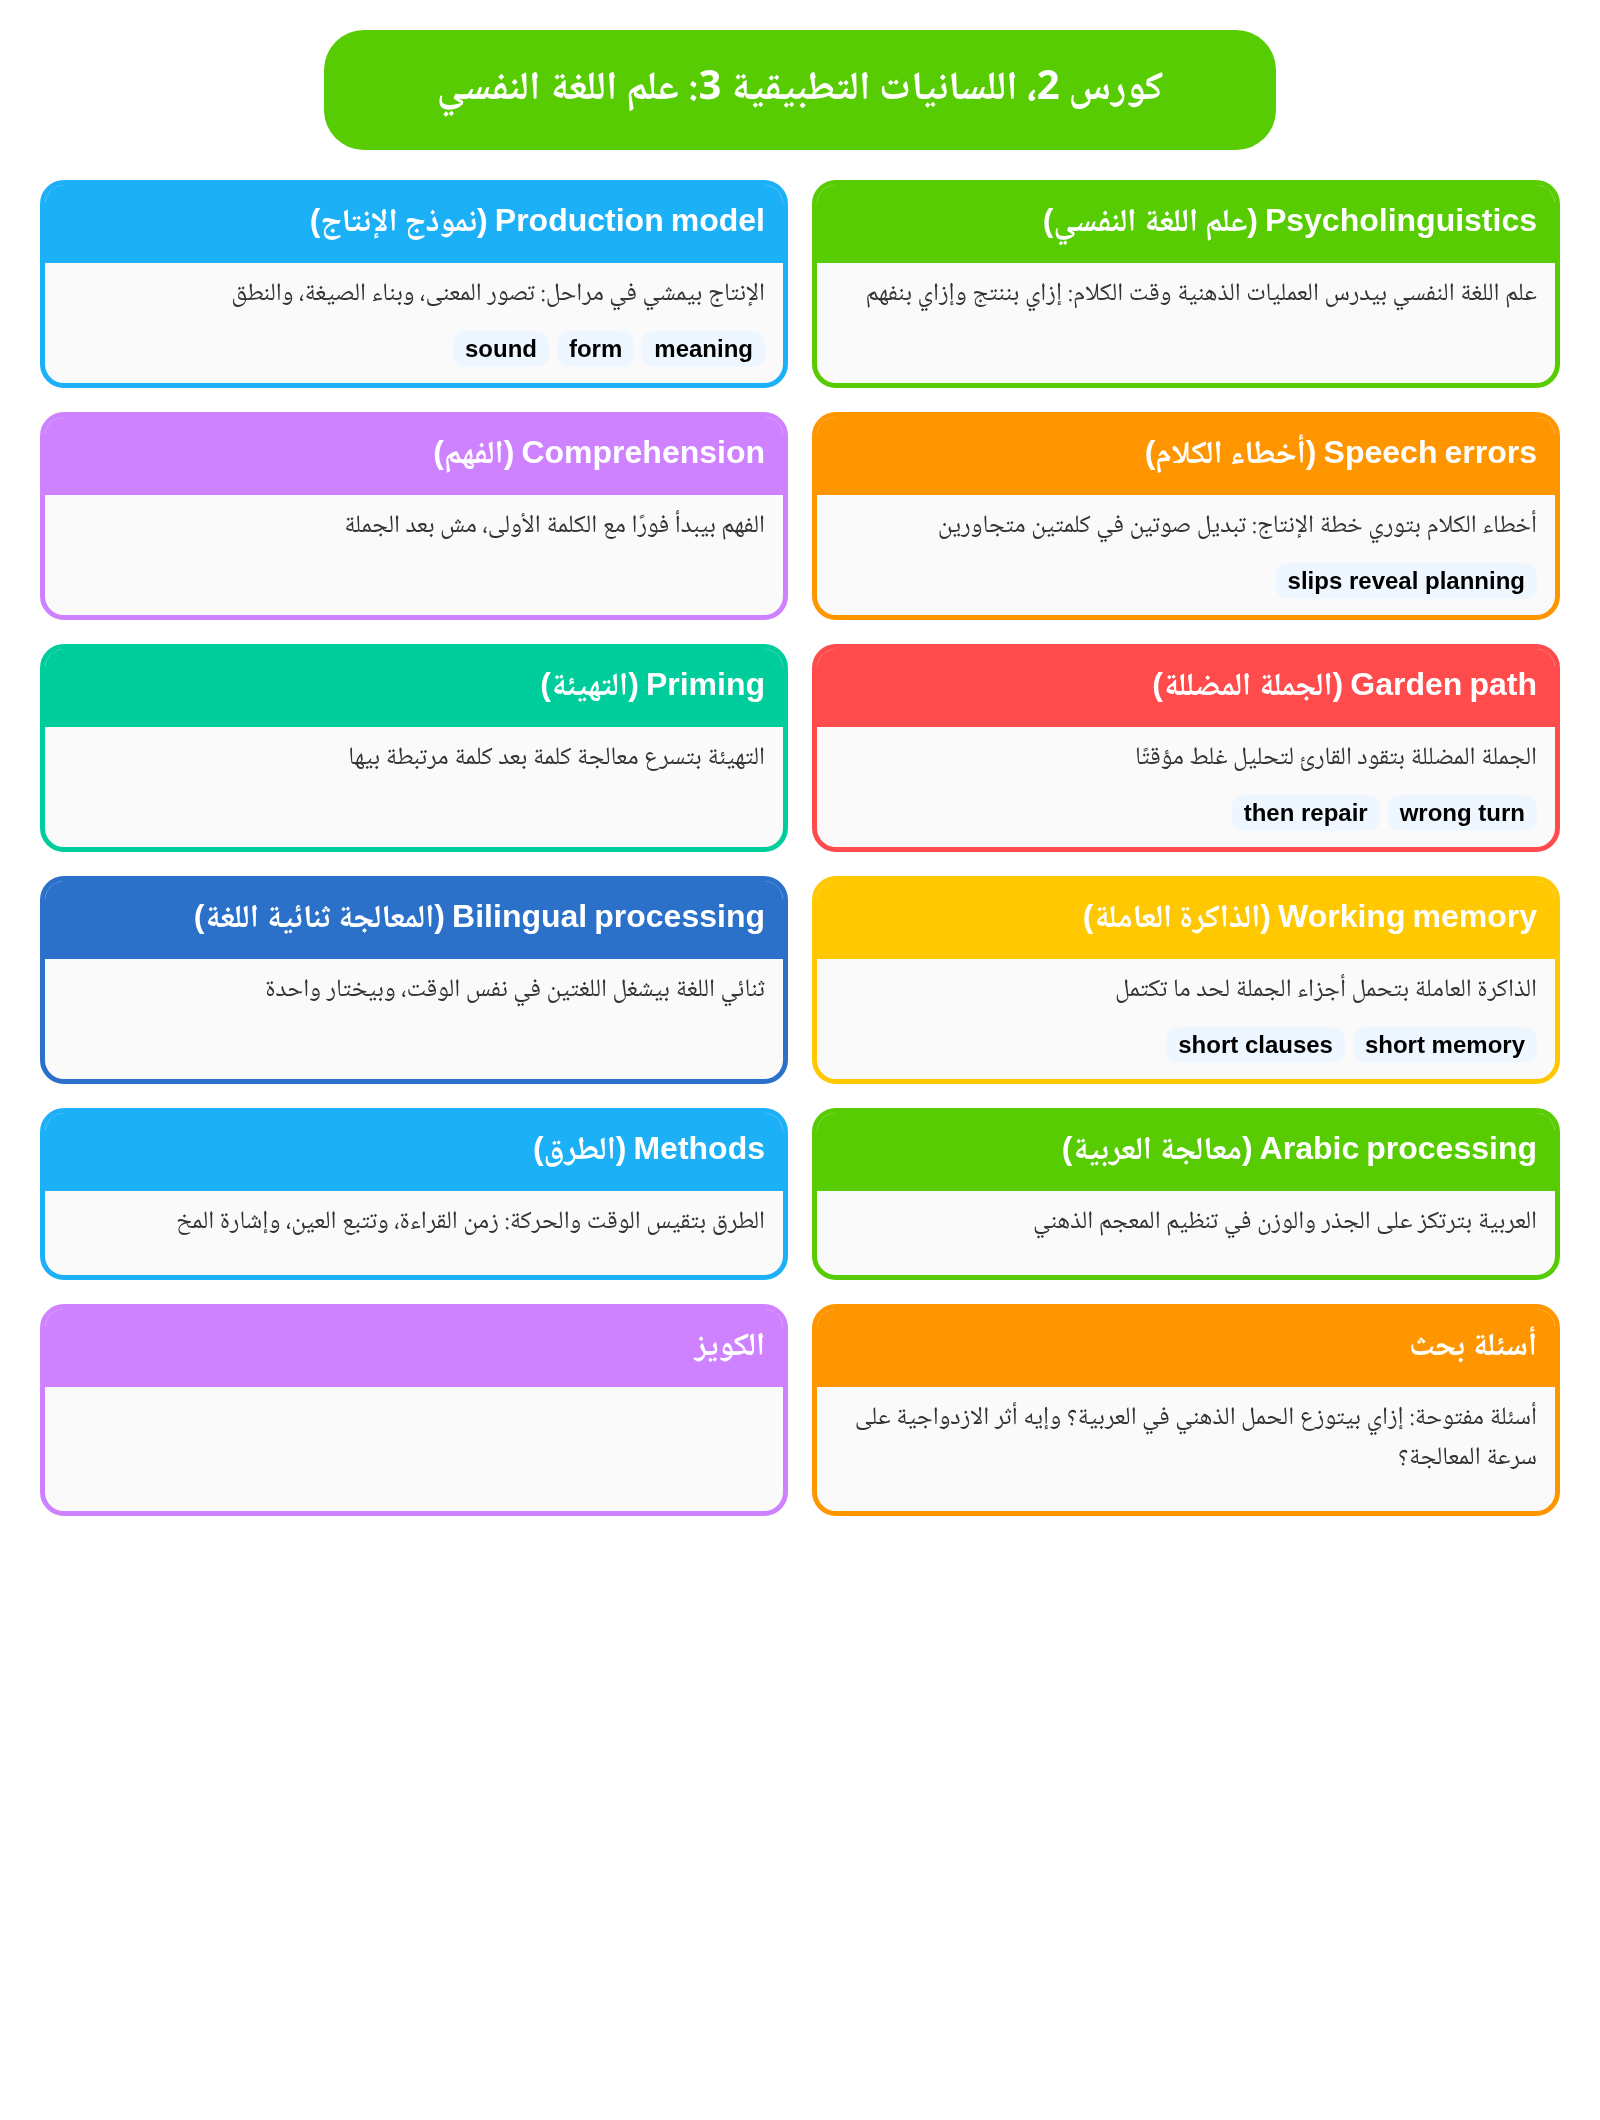 كورس 2، اللسانيات التطبيقية 3: علم اللغة النفسي
Psycholinguistics (علم اللغة النفسي)
علم اللغة النفسي بيدرس العمليات الذهنية وقت الكلام: إزاي بننتج وإزاي بنفهم
Production model (نموذج الإنتاج)
الإنتاج بيمشي في مراحل: تصور المعنى، وبناء الصيغة، والنطق
meaning form sound
Speech errors (أخطاء الكلام)
أخطاء الكلام بتوري خطة الإنتاج: تبديل صوتين في كلمتين متجاورين
slips reveal planning
Comprehension (الفهم)
الفهم بيبدأ فورًا مع الكلمة الأولى، مش بعد الجملة
Garden path (الجملة المضللة)
الجملة المضللة بتقود القارئ لتحليل غلط مؤقتًا
wrong turn then repair
Priming (التهيئة)
التهيئة بتسرع معالجة كلمة بعد كلمة مرتبطة بيها
Working memory (الذاكرة العاملة)
الذاكرة العاملة بتحمل أجزاء الجملة لحد ما تكتمل
short memory short clauses
Bilingual processing (المعالجة ثنائية اللغة)
ثنائي اللغة بيشغل اللغتين في نفس الوقت، وبيختار واحدة
Arabic processing (معالجة العربية)
العربية بترتكز على الجذر والوزن في تنظيم المعجم الذهني
Methods (الطرق)
الطرق بتقيس الوقت والحركة: زمن القراءة، وتتبع العين، وإشارة المخ
أسئلة بحث
أسئلة مفتوحة: إزاي بيتوزع الحمل الذهني في العربية؟ وإيه أثر الازدواجية على
سرعة المعالجة؟
الكويز